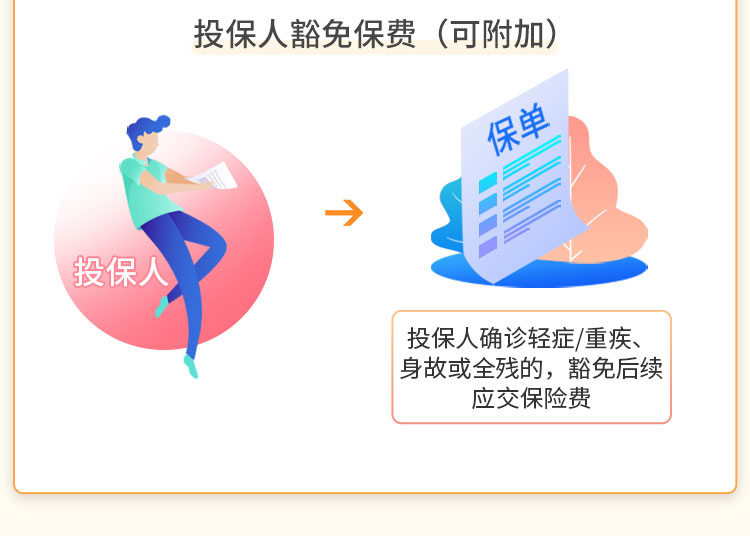 投保人豁免保费（可附加）
保单
投保人
投保人确诊轻症/重疾、
身故或全残的，豁免后续
应交保险费